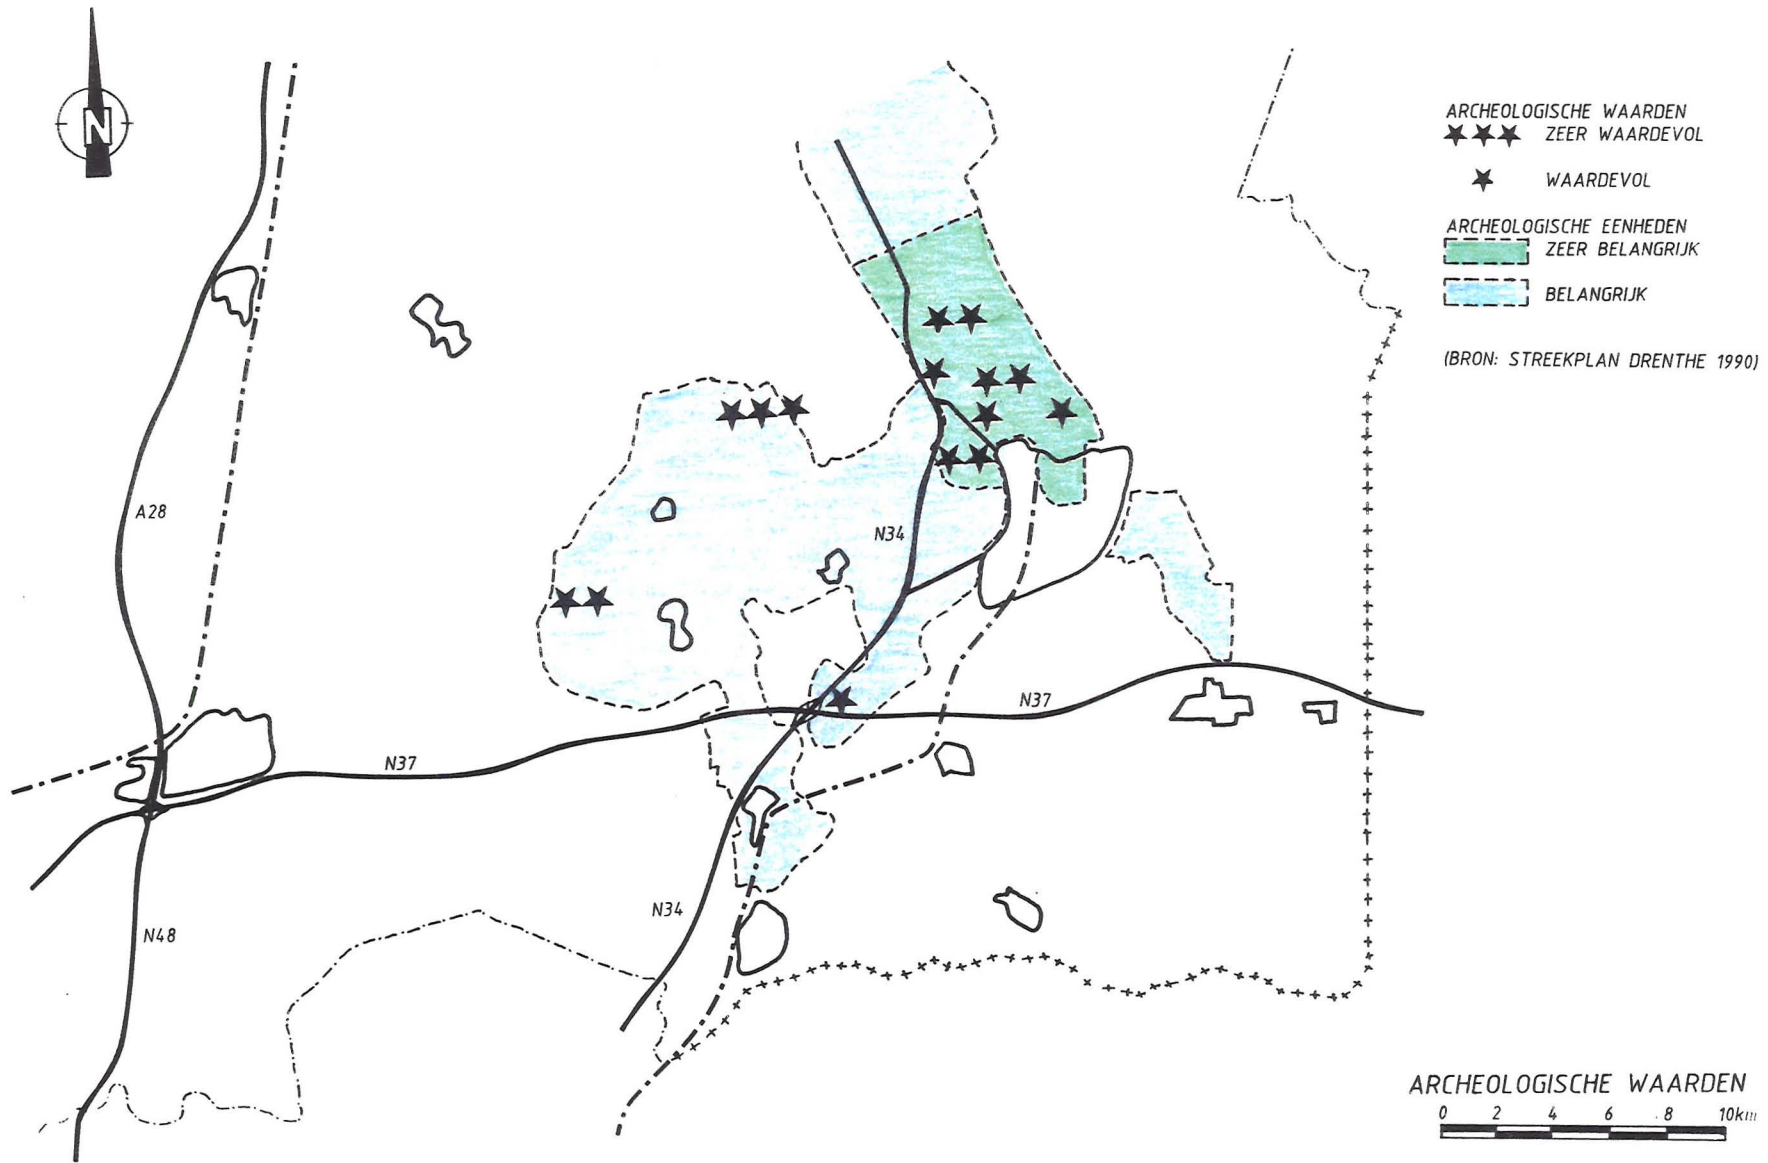 N
ARCHEOLOGISCHE WAARDEN
ZEER WAARDEVOL
WAARDEVOL
ARCHEOLOGISCHE EENHEDEN
ZEER BELANGRIJK
BELANGRIJK
(BRON: STREEKPLAN DRENTHE 1990)
A28
N34
N37
N37
N34
N48
ARCHEOLOGISCHE WAARDEN
0 2 4 6 8 10km